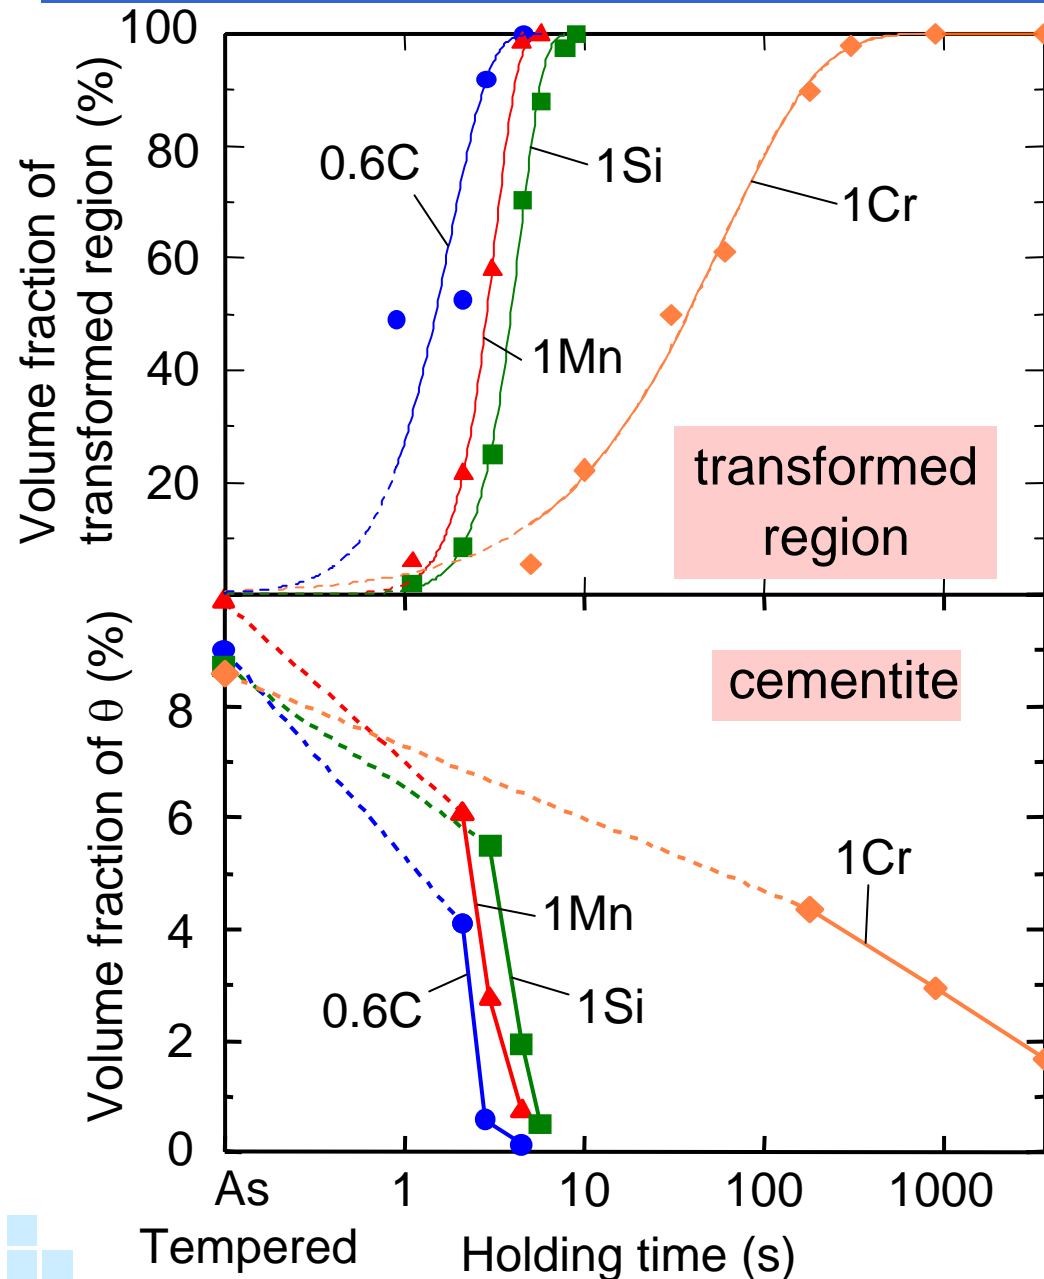 Volume fraction of
transformed region (%)
100
80
60
40
20
0.6C
1Si
1Cr
1Mn
transformed
region
Volume fraction of θ (%)
8
6
4
2
0
cementite
1Cr
1Mn
0.6C
1Si
As
Tempered
1
10
100
1000
Holding time (s)